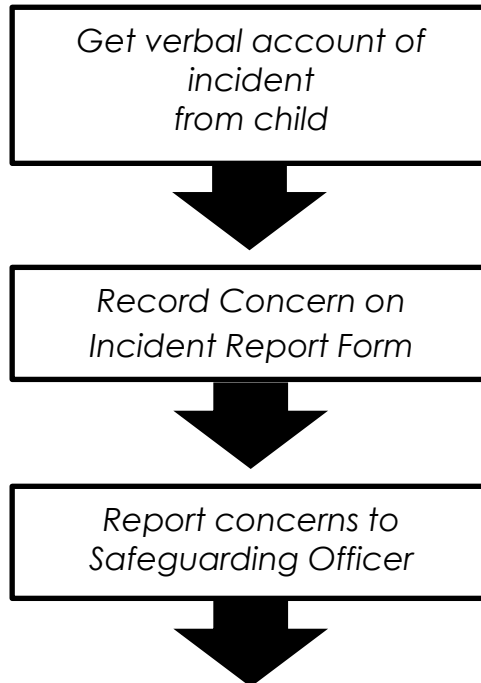 Get verbal account of
incident
from child
Record Concern on
Incident Report Form
Report concerns to
Safeguarding Officer